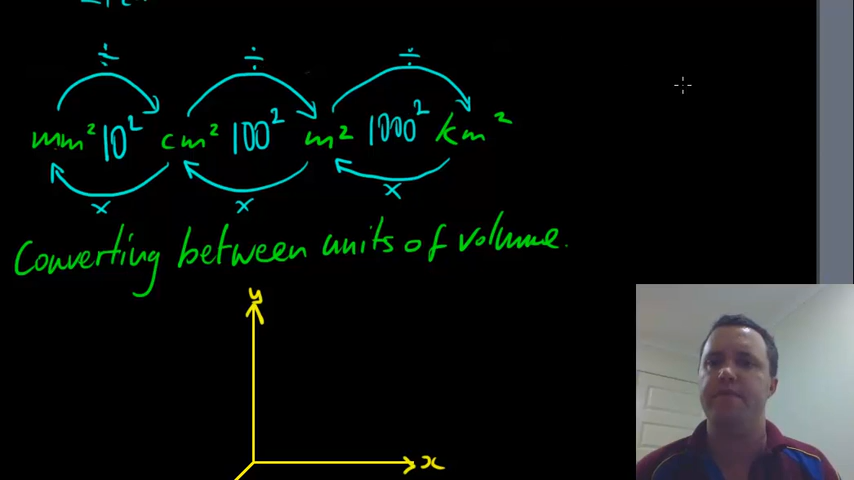 ÷ ÷ ÷
mm² 10² cm² 100² m² 1000² km²
x x x
Converting between units of volume.
y
x